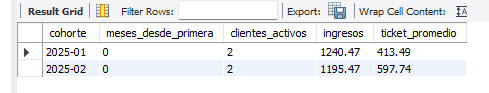 Result Grid Filter Rows: Export: Wrap Cell Content: IA
cohorte meses_desde_primera clientes_activos ingresos ticket_promedio
2025-01 0 2 1240.47 413.49
2025-02 0 2 1195.47 597.74